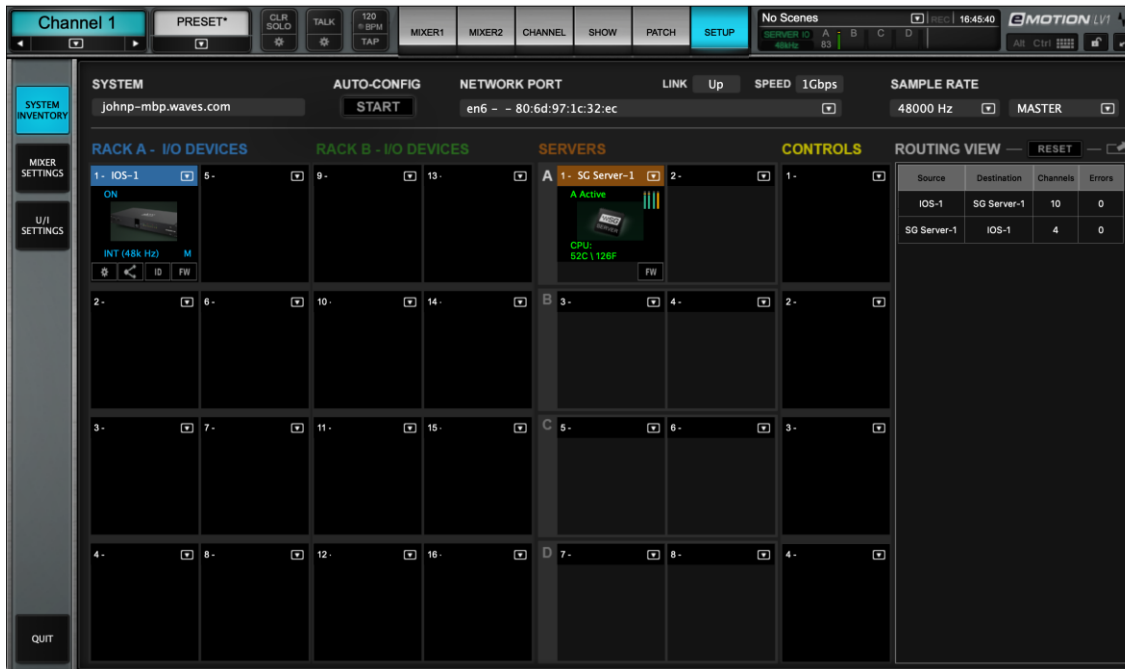 Channel 1
PRESET*
CLR SOLO
TALK
120
BPM
TAP
MIXER1
MIXER2
CHANNEL
SHOW
PATCH
SETUP
No Scenes
REC
16:45:40
eMOTION LV1
SERVER IO A B C D
48kHz 83
Alt Ctrl
SYSTEM
AUTO-CONFIG
NETWORK PORT
LINK Up
SPEED 1Gbps
SAMPLE RATE
johnp-mbp.waves.com
START
en6 - - 80:6d:97:1c:32:ec
48000 Hz
MASTER
SYSTEM INVENTORY
MIXER SETTINGS
U/I SETTINGS
QUIT
RACK A - I/O DEVICES
RACK B - I/O DEVICES
SERVERS
CONTROLS
ROUTING VIEW
RESET
1 - IOS-1
5 -
9 -
13 -
A
1 - SG Server-1
2 -
1 -
Source Destination Channels Errors
ON
A Active
IOS-1 SG Server-1 10 0
SG Server-1 IOS-1 4 0
WSG SERVER
INT (48k Hz) M
CPU:
52C \ 126F
ID FW
FW
2 -
6 -
10 -
14 -
B
3 -
4 -
2 -
3 -
7 -
11 -
15 -
C
5 -
6 -
3 -
4 -
8 -
12 -
16 -
D
7 -
8 -
4 -